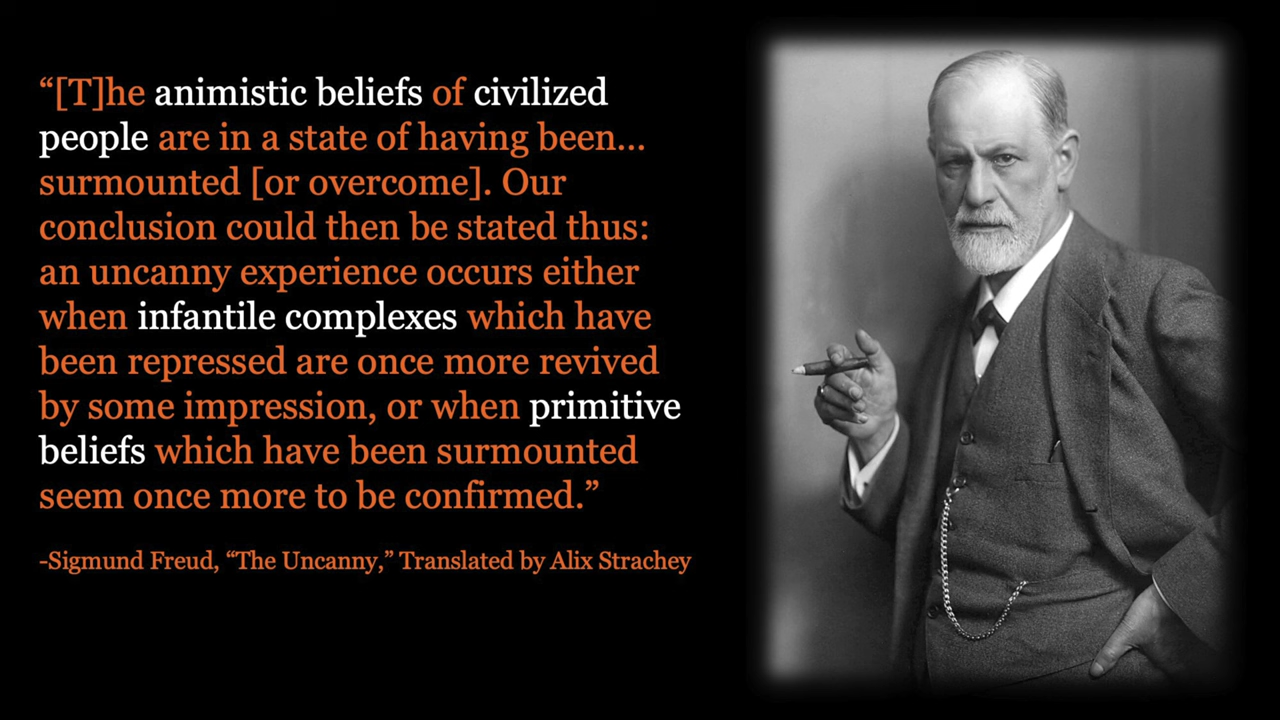 “[T]he animistic beliefs of civilized
people are in a state of having been...
surmounted [or overcome]. Our
conclusion could then be stated thus:
an uncanny experience occurs either
when infantile complexes which have
been repressed are once more revived
by some impression, or when primitive
beliefs which have been surmounted
seem once more to be confirmed.”
-Sigmund Freud, “The Uncanny,” Translated by Alix Strachey